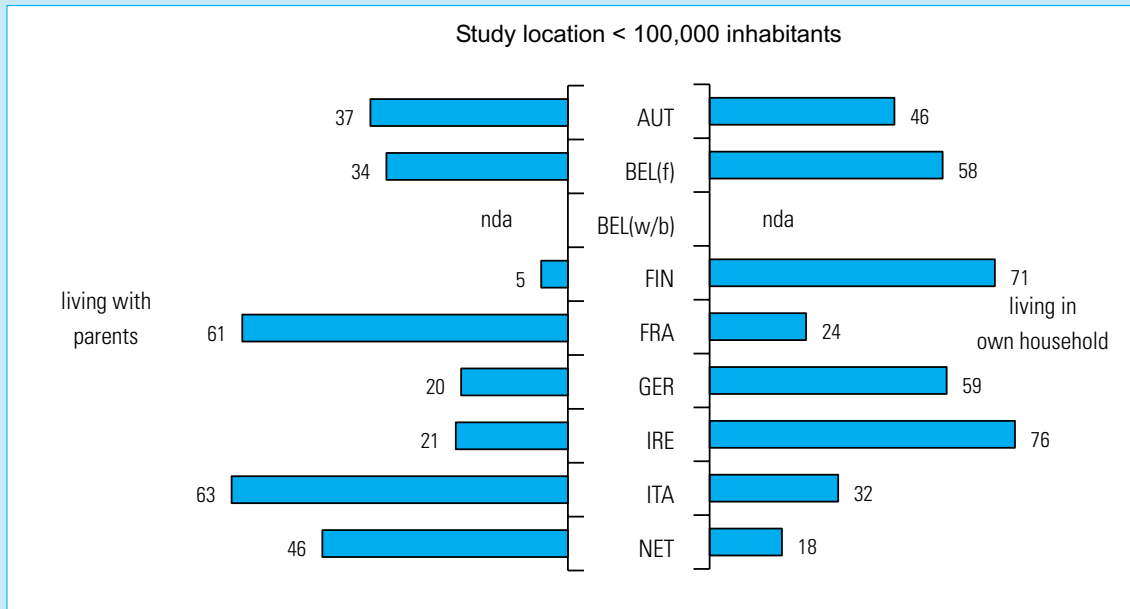 Study location < 100,000 inhabitants
37 AUT 46
34 BEL(f) 58
nda BEL(w/b) nda
5 FIN 71
living with
parents
living in
own household
61 FRA 24
20 GER 59
21 IRE 76
63 ITA 32
46 NET 18